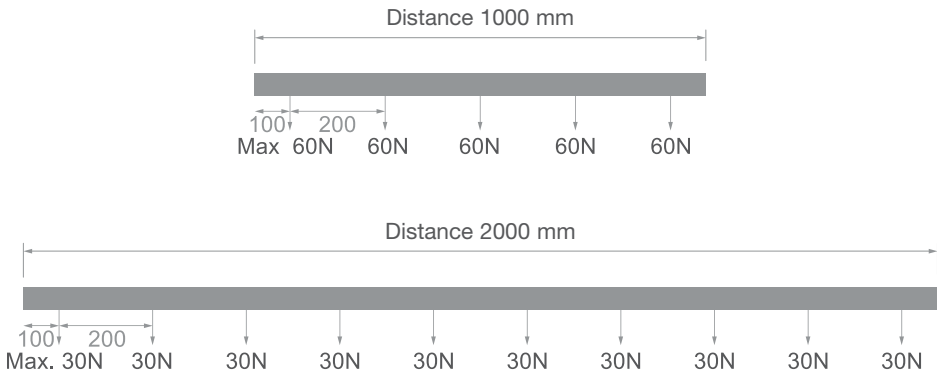 Distance 1000 mm
100 200
Max 60N 60N 60N 60N 60N
Distance 2000 mm
100 200
Max. 30N 30N 30N 30N 30N 30N 30N 30N 30N 30N